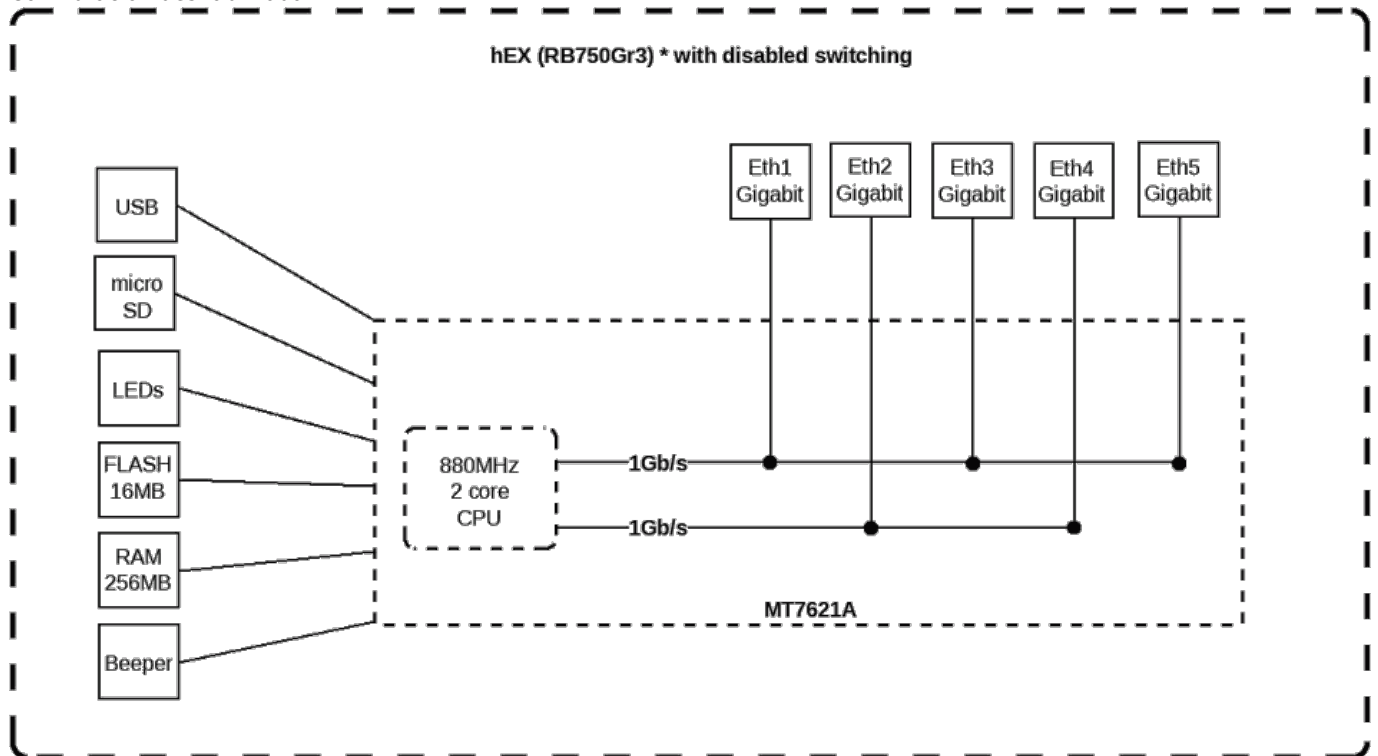 hEX (RB750Gr3) * with disabled switching
Eth1
Gigabit
Eth2
Gigabit
Eth3
Gigabit
Eth4
Gigabit
Eth5
Gigabit
USB
micro
SD
LEDs
FLASH
16MB
RAM
256MB
Beeper
880MHz
2 core
CPU
1Gb/s
1Gb/s
MT7621A